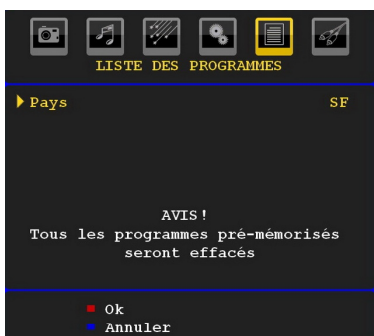 LISTE DES PROGRAMMES
Pays SF
AVIS!
Tous les programmes pré-mémorisés
seront effacés
Ok
Annuler